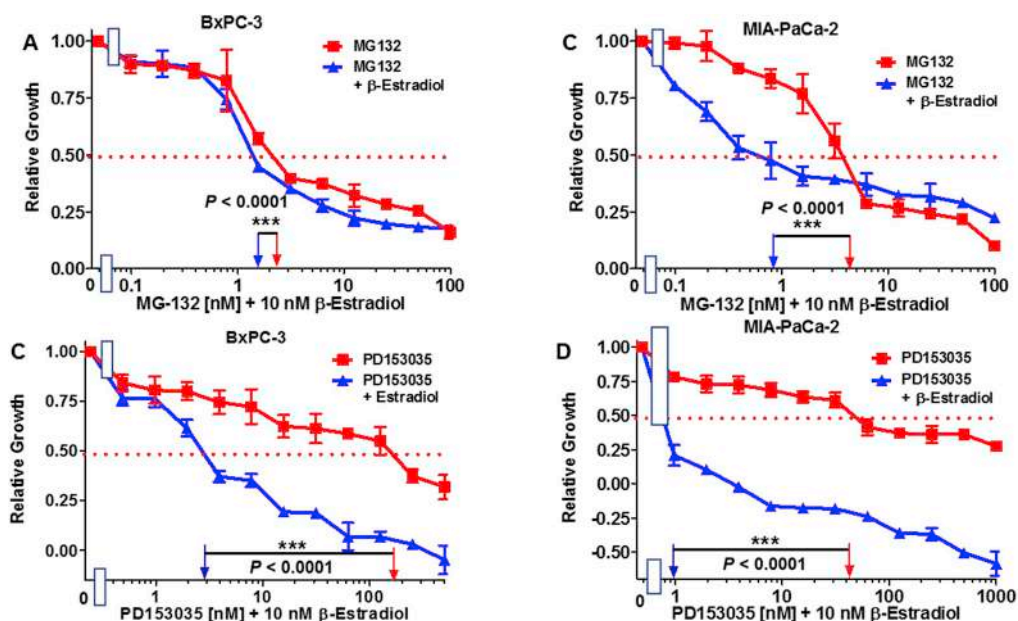 A
BxPC-3
MG132
MG132
+ β-Estradiol
Relative Growth
1.00
0.75
0.50
0.25
0.00
P < 0.0001
***
0 0.1 1 10 100
MG-132 [nM] + 10 nM β-Estradiol
C
MIA-PaCa-2
MG132
MG132
+ β-Estradiol
Relative Growth
1.00
0.75
0.50
0.25
0.00
P < 0.0001
***
0 0.1 1 10 100
MG-132 [nM] + 10 nM β-Estradiol
C
BxPC-3
PD153035
PD153035
+ Estradiol
Relative Growth
1.00
0.75
0.50
0.25
0.00
***
P < 0.0001
0 1 10 100
PD153035 [nM] + 10 nM β-Estradiol
D
MIA-PaCa-2
PD153035
PD153035
+ β-Estradiol
Relative Growth
1.00
0.75
0.50
0.25
0.00
-0.25
-0.50
***
P < 0.0001
0 1 10 100 1000
PD153035 [nM] + 10 nM β-Estradiol